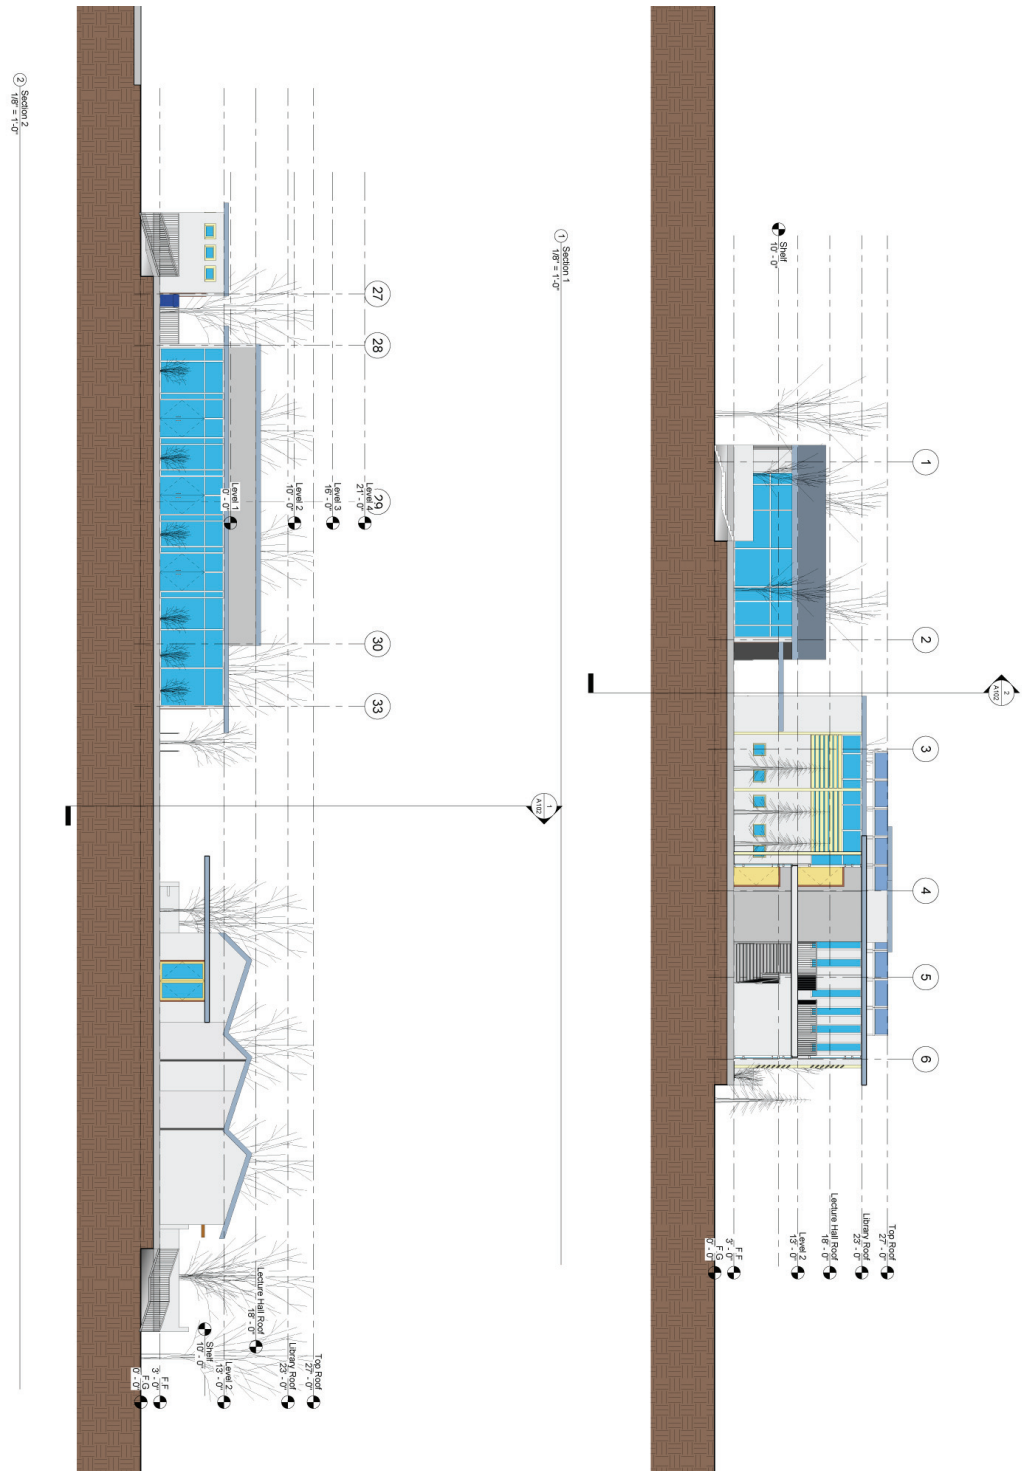 Shelf
10' - 0"
1
2
3
4
5
6
2
A102
Top Roof
27' - 0"
Library Roof
23' - 0"
Lecture Hall Roof
18' - 0"
Level 2
13' - 0"
F.F
3' - 0"
F.G
0' - 0"
1
Section 1
1/8" = 1'-0"
27
28
29
30
33
Level 4
21' - 0"
Level 3
16' - 0"
Level 2
10' - 0"
Level 1
0' - 0"
1
A102
Top Roof
27' - 0"
Library Roof
23' - 0"
Lecture Hall Roof
18' - 0"
Level 2
13' - 0"
Shelf
10' - 0"
F.F
3' - 0"
F.G
0' - 0"
2
Section 2
1/8" = 1'-0"